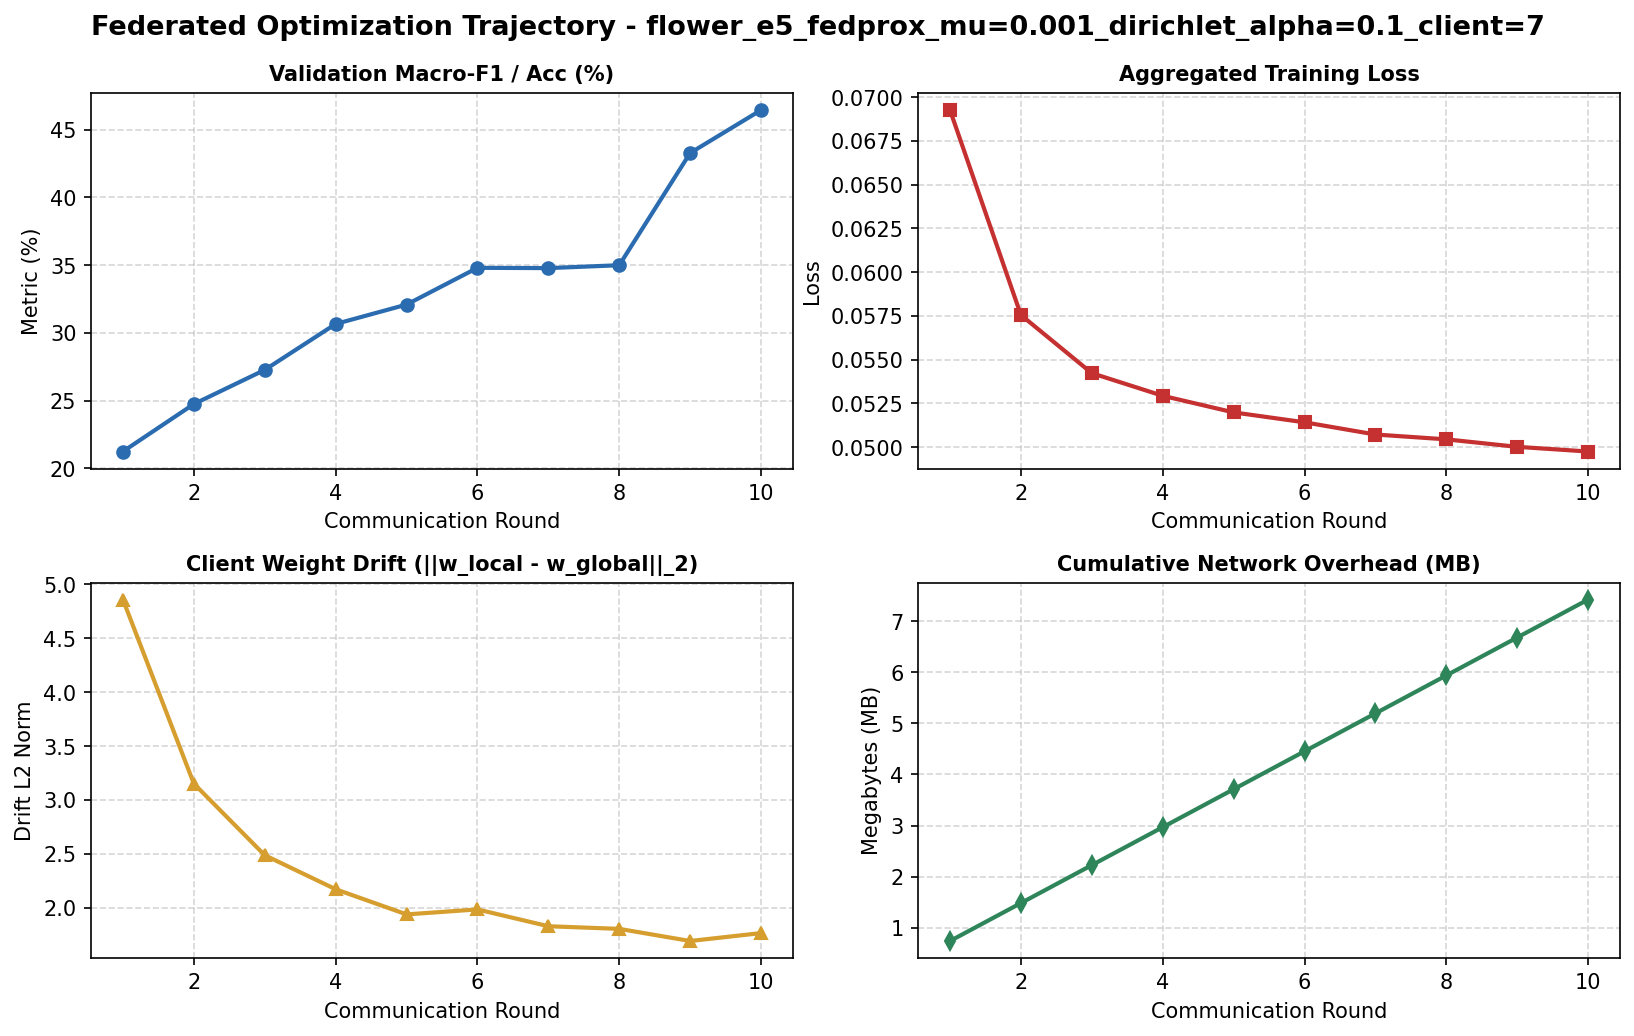 Federated Optimization Trajectory - flower_e5_fedprox_mu=0.001_dirichlet_alpha=0.1_client=7
Validation Macro-F1 / Acc (%)
Metric (%)
45
40
35
30
25
20
2 4 6 8 10
Communication Round
Aggregated Training Loss
Loss
0.0700
0.0675
0.0650
0.0625
0.0600
0.0575
0.0550
0.0525
0.0500
2 4 6 8 10
Communication Round
Client Weight Drift (||w_local - w_global||_2)
Drift L2 Norm
5.0
4.5
4.0
3.5
3.0
2.5
2.0
2 4 6 8 10
Communication Round
Cumulative Network Overhead (MB)
Megabytes (MB)
7
6
5
4
3
2
1
2 4 6 8 10
Communication Round